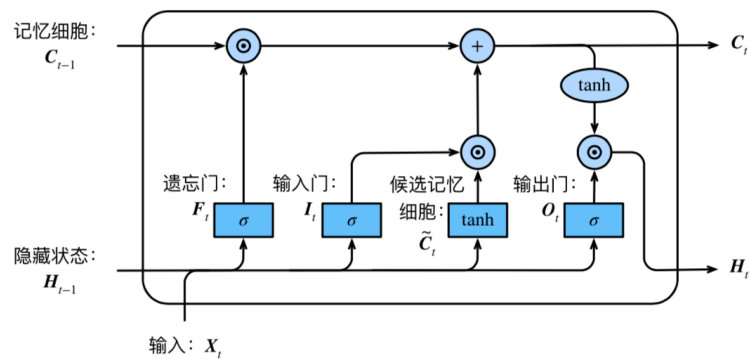 记忆细胞：
C_{t-1}
⊙
+
C_t
tanh
⊙
⊙
遗忘门：
F_t
σ
输入门：
I_t
σ
候选记忆
细胞：
C̃_t
tanh
输出门：
O_t
σ
隐藏状态：
H_{t-1}
H_t
输入：X_t